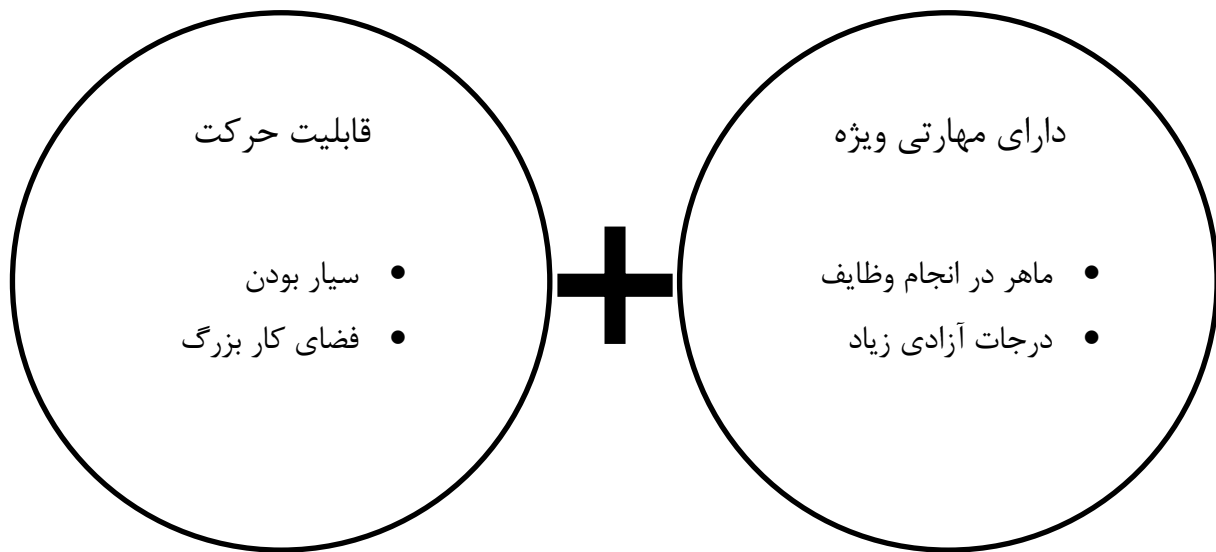 دارای مهارتی ویژه
• ماهر در انجام وظایف
• درجات آزادی زیاد
+
قابلیت حرکت
• سیار بودن
• فضای کار بزرگ